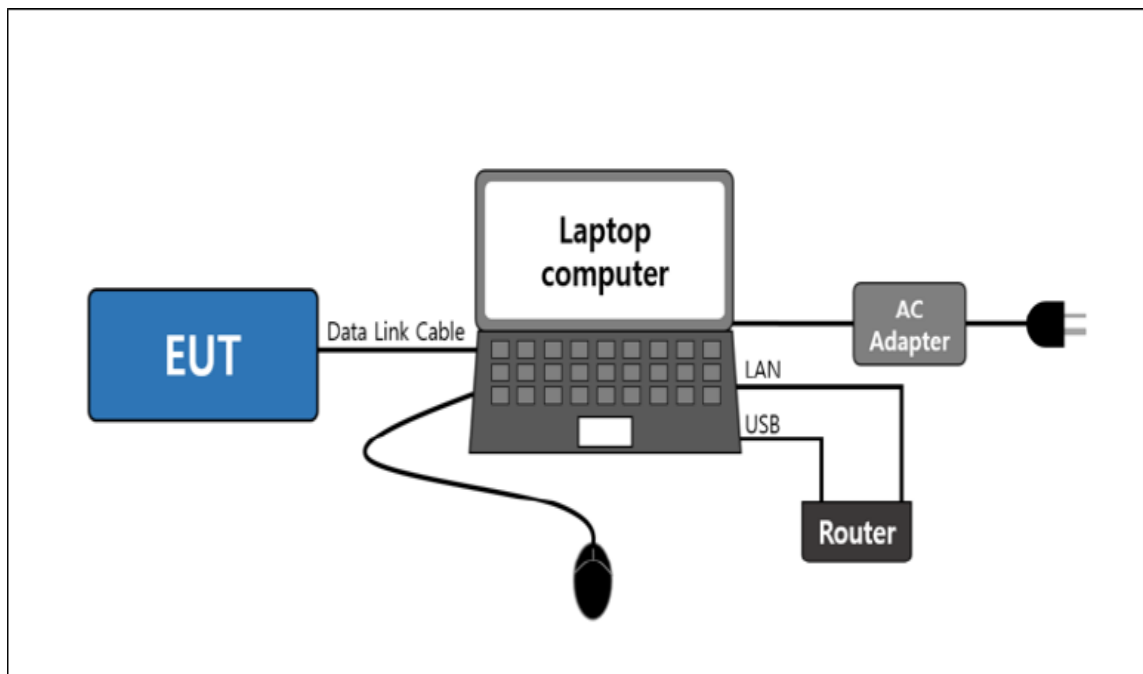 Laptop
computer
EUT
Data Link Cable
AC
Adapter
LAN
USB
Router